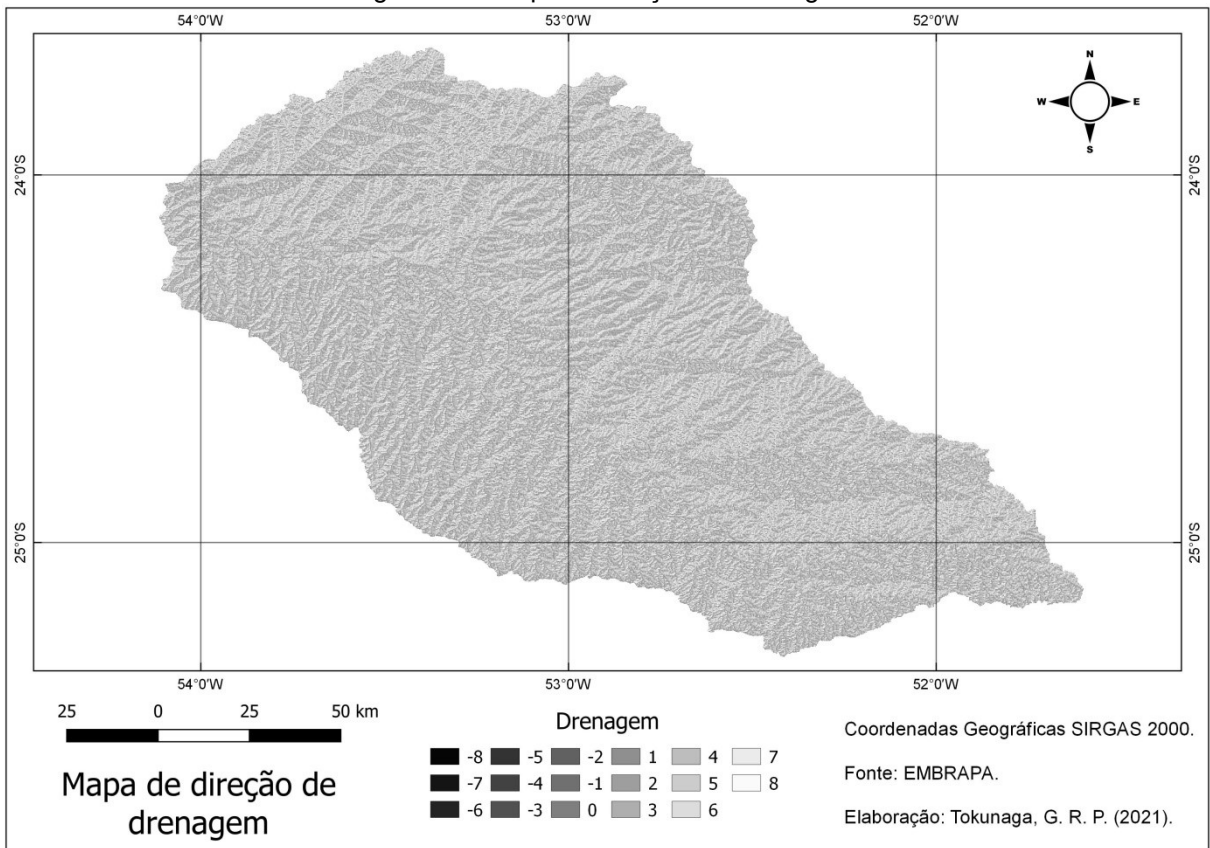 54°0'W 53°0'W 52°0'W
N
W E
S
24°0'S 24°0'S
25°0'S 25°0'S
54°0'W 53°0'W 52°0'W
25 0 25 50 km
Mapa de direção de
drenagem
Drenagem
-8 -5 -2 1 4 7
-7 -4 -1 2 5 8
-6 -3 0 3 6
Coordenadas Geográficas SIRGAS 2000.
Fonte: EMBRAPA.
Elaboração: Tokunaga, G. R. P. (2021).